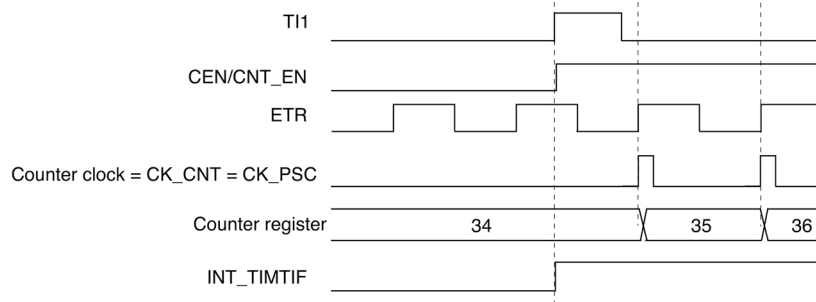 TI1
CEN/CNT_EN
ETR
Counter clock = CK_CNT = CK_PSC
Counter register 34 35 36
INT_TIMTIF